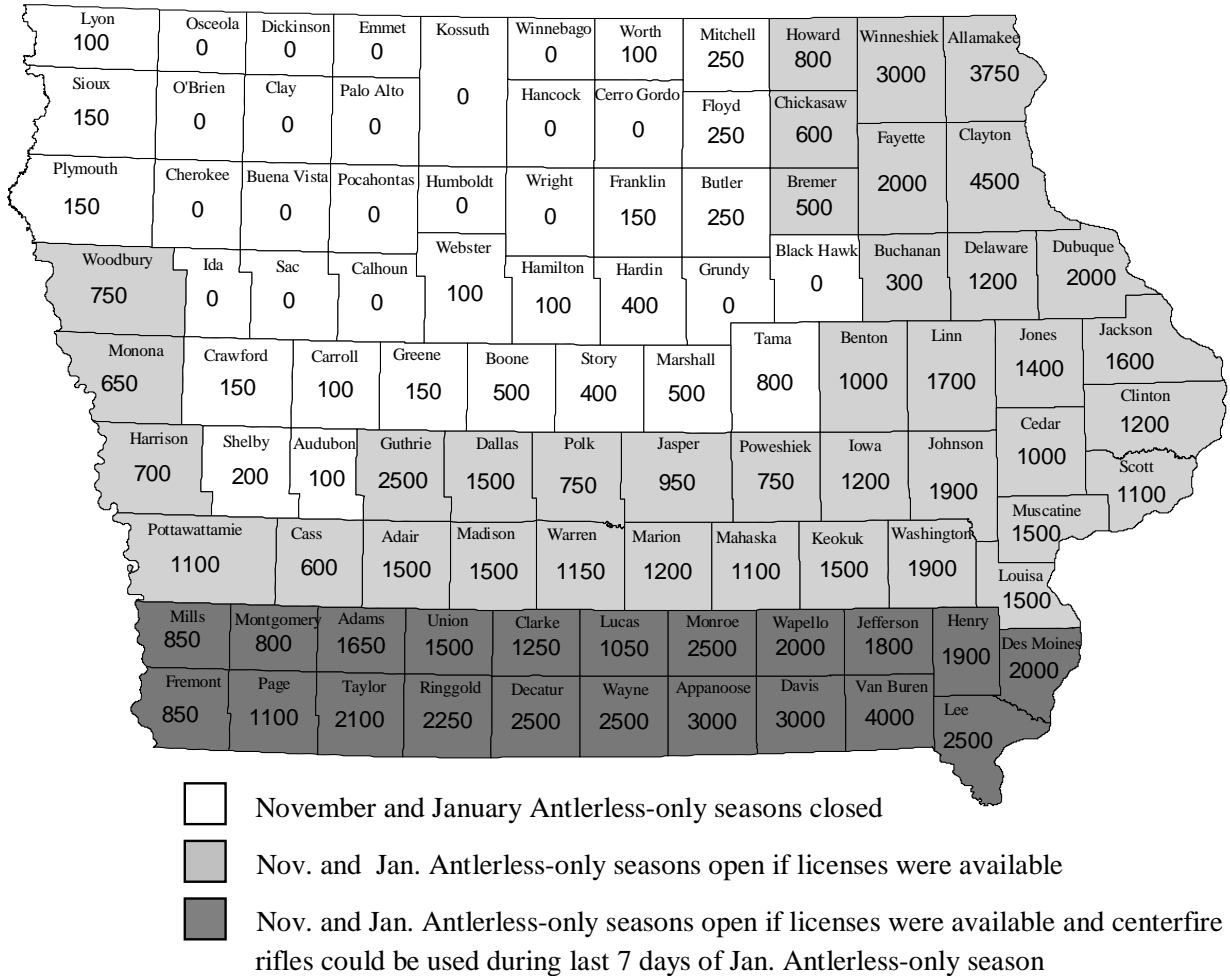 Lyon Osceola Dickinson Emmet Kossuth Winnebago Worth Mitchell Howard Winneshiek Allamakee
100 0 0 0 0 0 100 250 800 3000 3750
Sioux O'Brien Clay Palo Alto Hancock Cerro Gordo Floyd Chickasaw Fayette Clayton
150 0 0 0 0 0 250 600 2000 4500
Plymouth Cherokee Buena Vista Pocahontas Humboldt Wright Franklin Butler Bremer
150 0 0 0 0 0 150 250 500
Woodbury Ida Sac Calhoun Webster Hamilton Hardin Grundy Black Hawk Buchanan Delaware Dubuque
750 0 0 0 100 100 400 0 0 300 1200 2000
Monona Crawford Carroll Greene Boone Story Marshall Tama Benton Linn Jones Jackson
650 150 100 150 500 400 500 800 1000 1700 1400 1600
Clinton
1200
Harrison Shelby Audubon Guthrie Dallas Polk Jasper Poweshiek Iowa Johnson Cedar Scott
700 200 100 2500 1500 750 950 750 1200 1900 1000 1100
Muscatine
1500
Pottawattamie Cass Adair Madison Warren Marion Mahaska Keokuk Washington Louisa
1100 600 1500 1500 1150 1200 1100 1500 1900 1500
Mills Montgomery Adams Union Clarke Lucas Monroe Wapello Jefferson Henry Des Moines
850 800 1650 1500 1250 1050 2500 2000 1800 1900 2000
Fremont Page Taylor Ringgold Decatur Wayne Appanoose Davis Van Buren Lee
850 1100 2100 2250 2500 2500 3000 3000 4000 2500
November and January Antlerless-only seasons closed
Nov. and Jan. Antlerless-only seasons open if licenses were available
Nov. and Jan. Antlerless-only seasons open if licenses were available and centerfire
rifles could be used during last 7 days of Jan. Antlerless-only season